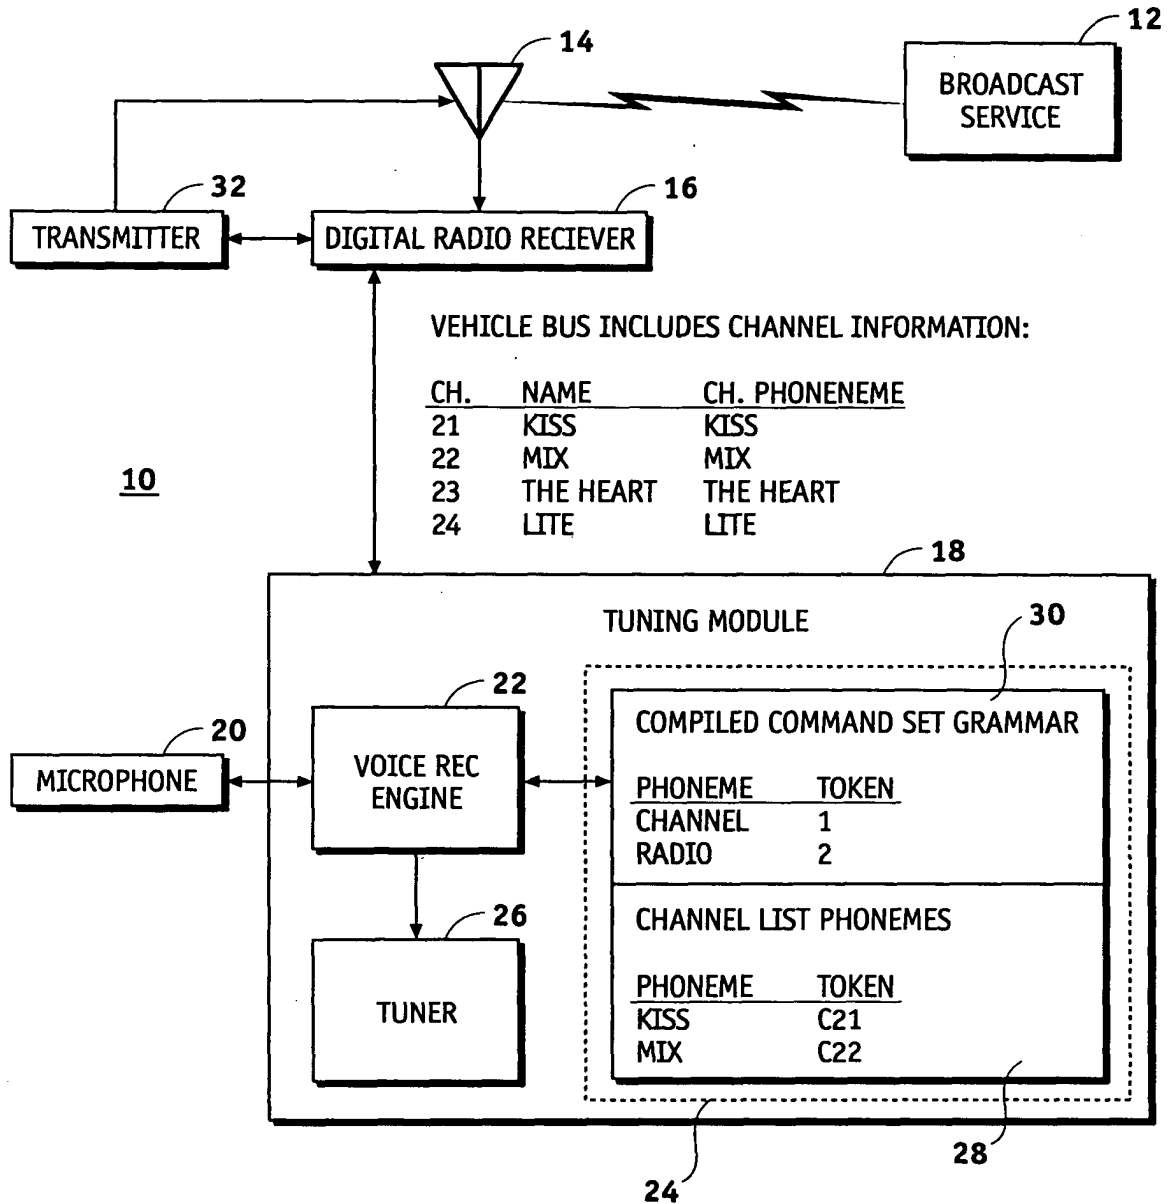 14
12
BROADCAST
SERVICE
32
16
TRANSMITTER
DIGITAL RADIO RECIEVER
VEHICLE BUS INCLUDES CHANNEL INFORMATION:
CH. NAME CH. PHONENEME
21 KISS KISS
22 MIX MIX
10
23 THE HEART THE HEART
24 LITE LITE
18
TUNING MODULE
30
22
COMPILED COMMAND SET GRAMMAR
20
MICROPHONE
VOICE REC
ENGINE
PHONEME TOKEN
CHANNEL 1
RADIO 2
26
CHANNEL LIST PHONEMES
TUNER
PHONEME TOKEN
KISS C21
MIX C22
28
24